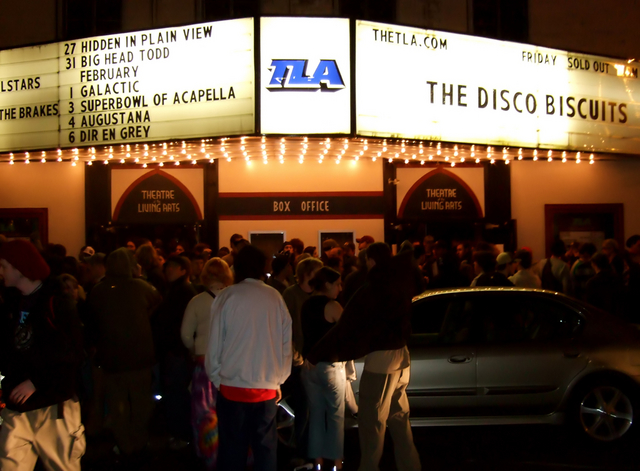 LSTARS
THE BRAKES
27 HIDDEN IN PLAIN VIEW
31 BIG HEAD TODD
FEBRUARY
1 GALACTIC
3 SUPERBOWL OF ACAPELLA
4 AUGUSTANA
6 DIR EN GREY
TLA
THETLA.COM
FRIDAY SOLD OUT
THE DISCO BISCUITS
THEATRE of LIVING ARTS
BOX OFFICE
THEATRE of LIVING ARTS